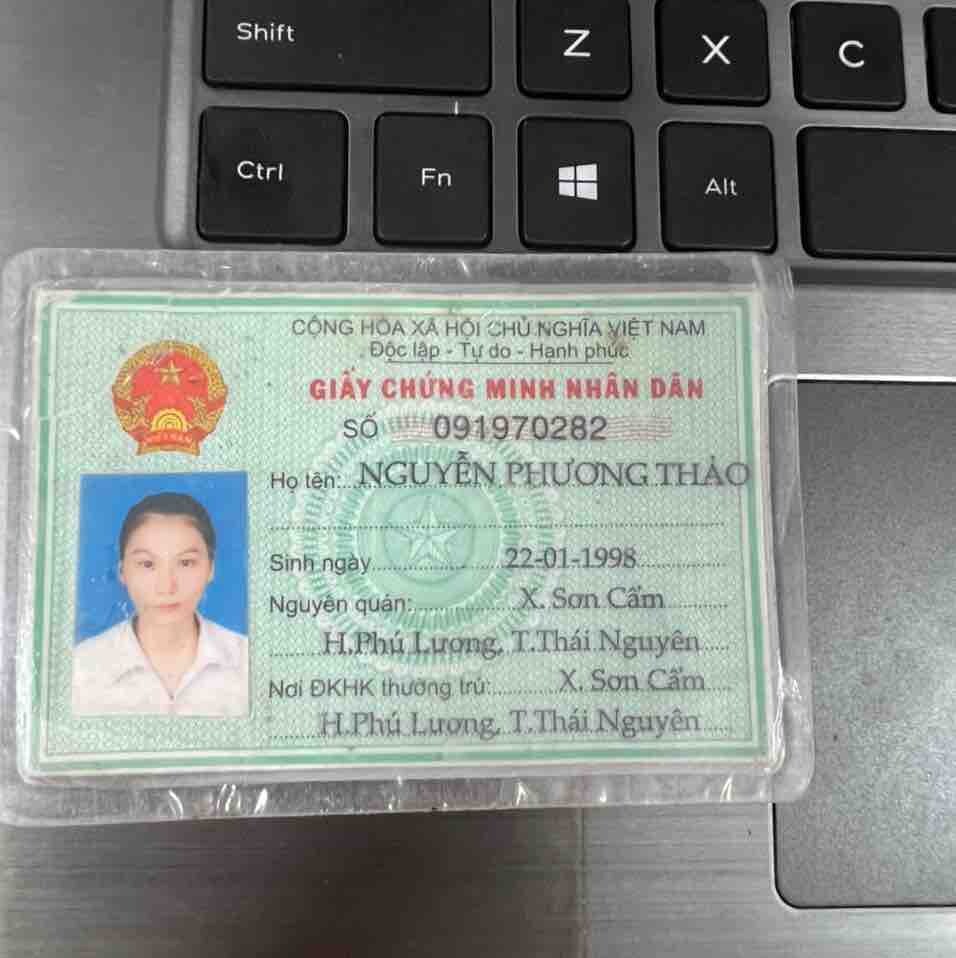 Shift
Z
X
C
Ctrl
Fn
Alt
CỘNG HÒA XÃ HỘI CHỦ NGHĨA VIỆT NAM
Độc lập - Tự do - Hạnh phúc
GIẤY CHỨNG MINH NHÂN DÂN
SỐ 091970282
VIỆT NAM
Họ tên: NGUYỄN PHƯƠNG THẢO
Sinh ngày 22-01-1998
Nguyên quán: X. Sơn Cẩm
H.Phú Lương, T.Thái Nguyên
Nơi ĐKHK thường trú: X. Sơn Cẩm
H.Phú Lương, T.Thái Nguyên